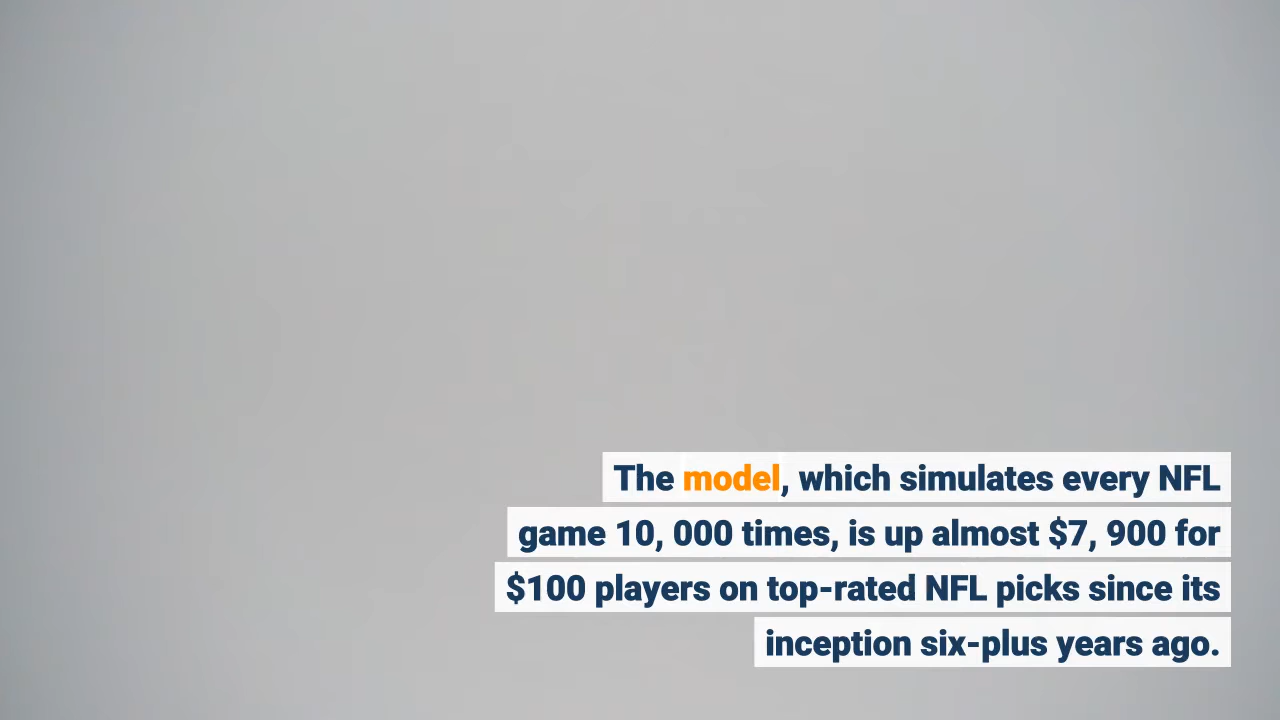 The model, which simulates every NFL
game 10, 000 times, is up almost $7, 900 for
$100 players on top-rated NFL picks since its
inception six-plus years ago.